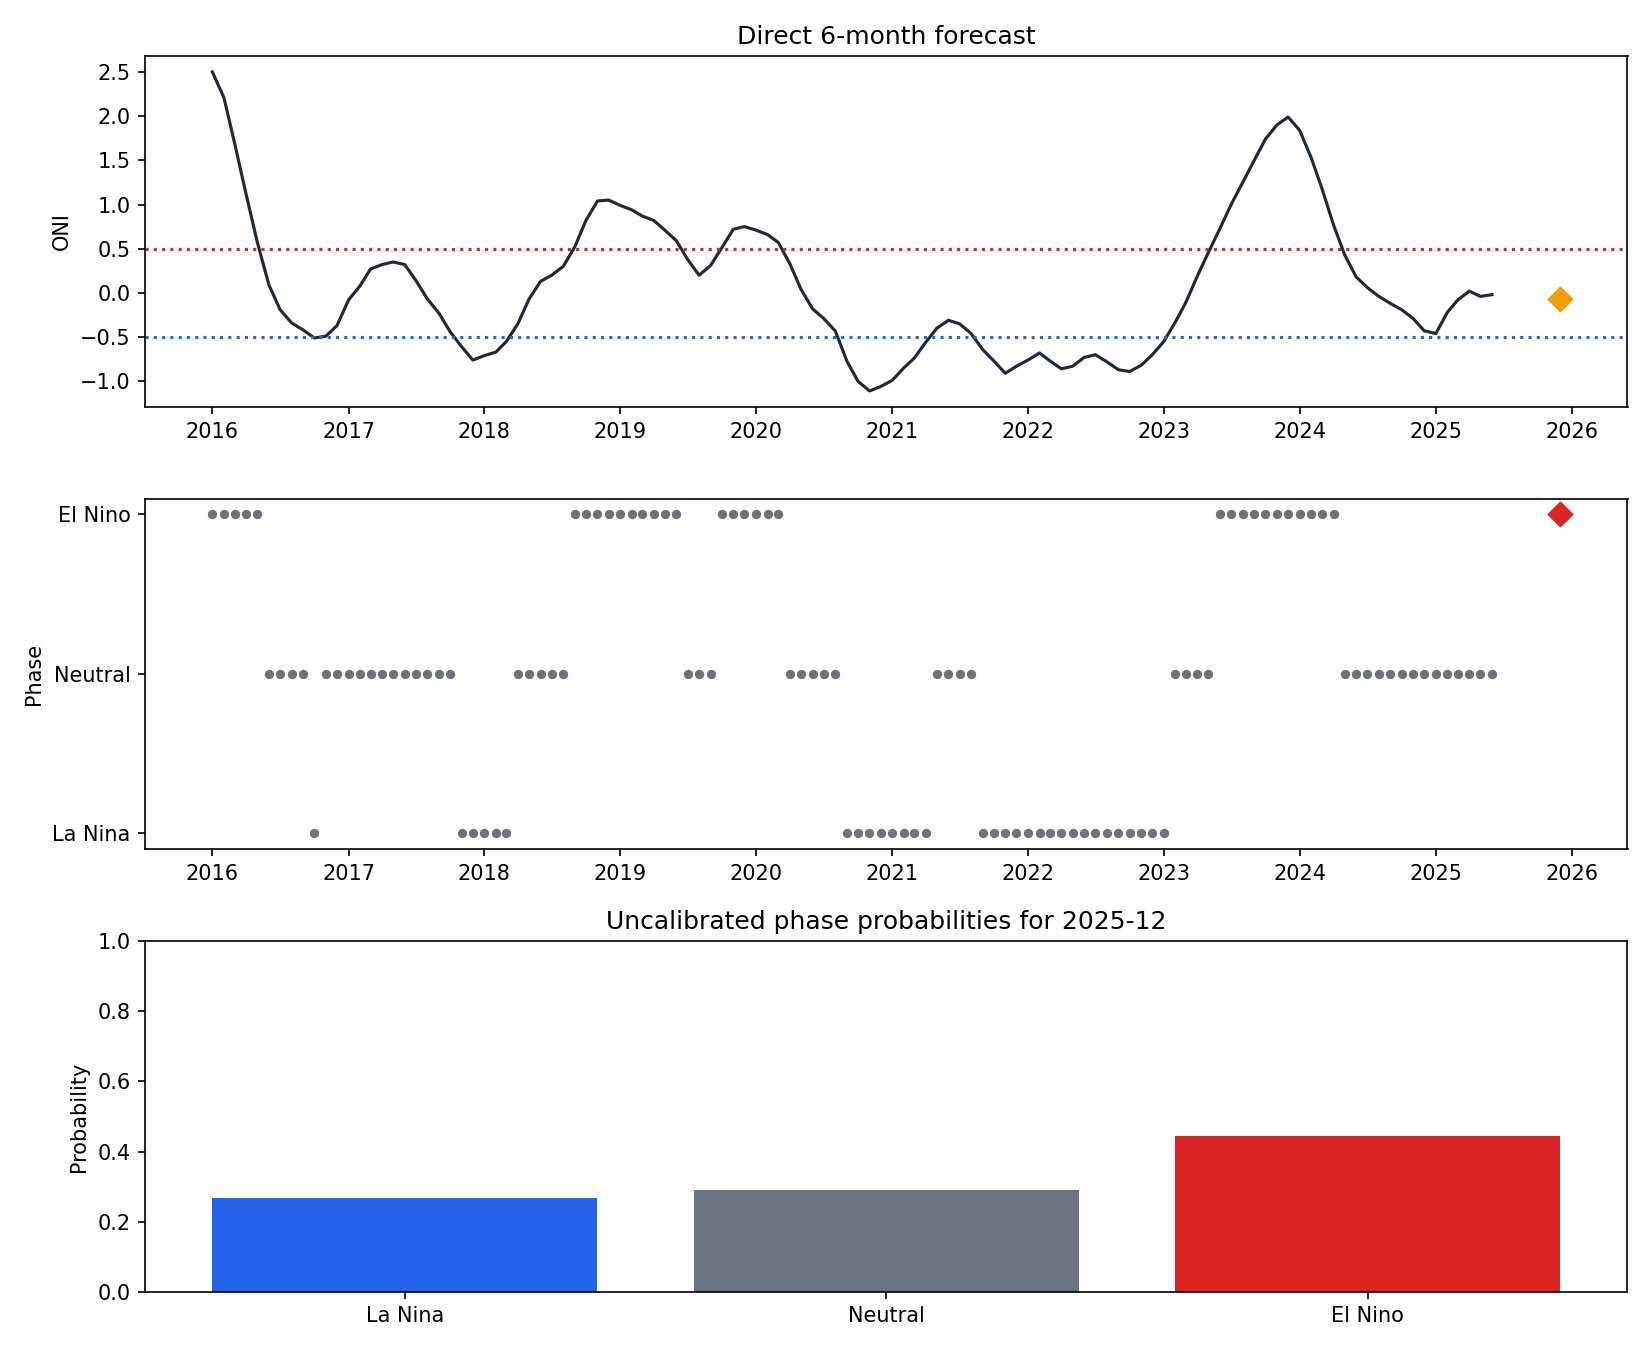 Direct 6-month forecast
ONI
2.5
2.0
1.5
1.0
0.5
0.0
−0.5
−1.0
2016 2017 2018 2019 2020 2021 2022 2023 2024 2025 2026
Phase
El Nino
Neutral
La Nina
2016 2017 2018 2019 2020 2021 2022 2023 2024 2025 2026
Uncalibrated phase probabilities for 2025-12
Probability
1.0
0.8
0.6
0.4
0.2
0.0
La Nina Neutral El Nino